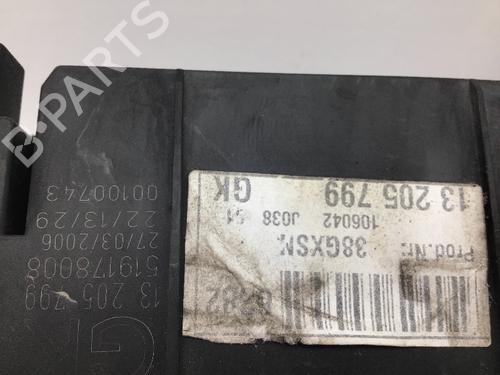 B-PARTS
13 205 799
519178008
27/03/2006
22/13/29
00100743
Prod.Nr.
38GXSN
106042 J038
13 205 799 GK